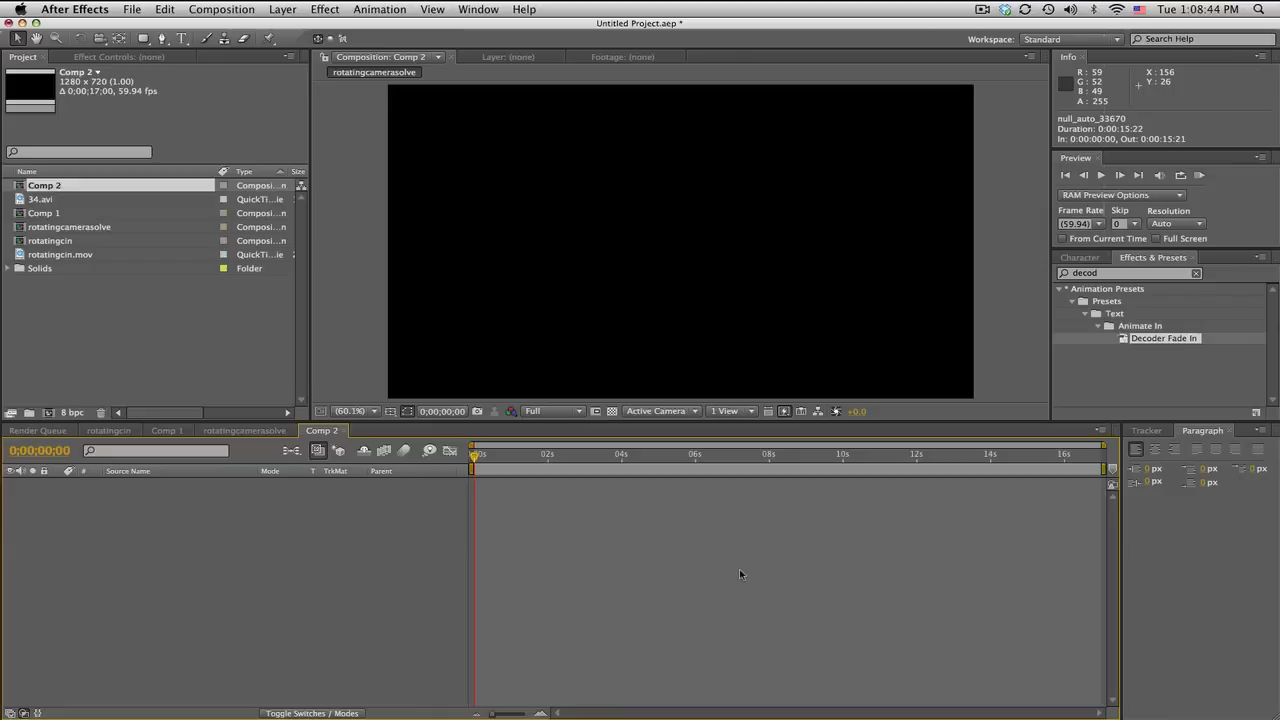 After Effects File Edit Composition Layer Effect Animation View Window Help Tue 1:08:44 PM
Untitled Project.aep *
Workspace: Standard Search Help
Project Effect Controls: (none) Composition: Comp 2 Layer: (none) Footage: (none) Info
Comp 2
1280 x 720 (1.00)
Δ 0;00;17;00, 59.94 fps
rotatingcamerasolve
R : 59
G : 52
B : 49
A : 255
X : 156
Y : 26
null_auto_33670
Duration: 0:00:15:22
In: 0:00:00:00, Out: 0:00:15:21
Preview
RAM Preview Options
Frame Rate Skip Resolution
(59.94) 0 Auto
From Current Time Full Screen
Character Effects & Presets
decod
* Animation Presets
Presets
Text
Animate In
Decoder Fade In
Name Type Size
Comp 2 Composi...n
34.avi QuickTi...ie
Comp 1 Composi...n
rotatingcamerasolve Composi...n
rotatingcin Composi...n
rotatingcin.mov QuickTi...ie
Solids Folder
8 bpc
(60.1%) 0;00;00;00 Full Active Camera 1 View +0.0
Render Queue rotatingcin Comp 1 rotatingcamerasolve Comp 2
Tracker Paragraph
0;00;00;00
00s 02s 04s 06s 08s 10s 12s 14s 16s
# Source Name Mode T TrkMat Parent
0 px 0 px 0 px
0 px 0 px
Toggle Switches / Modes